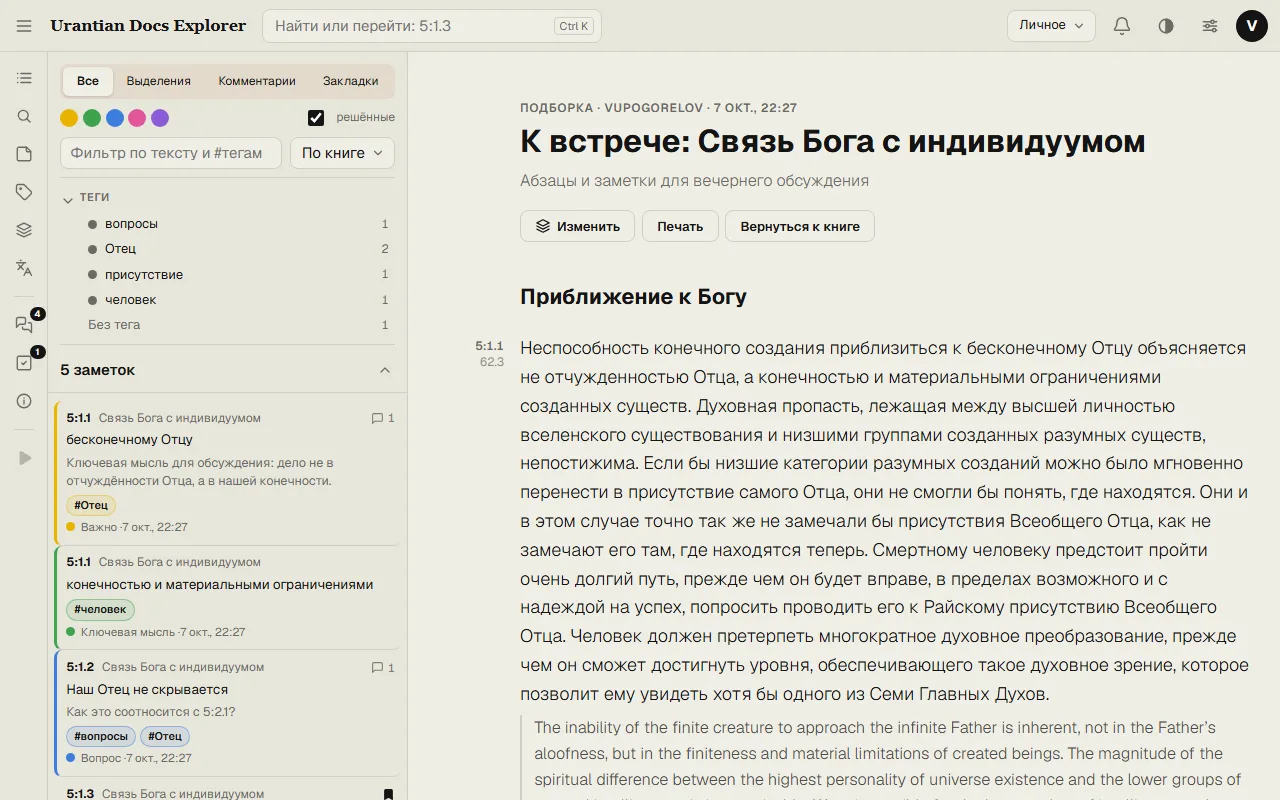 Urantian Docs Explorer
Найти или перейти: 5:1.3
Ctrl K
Личное
V
Все
Выделения
Комментарии
Закладки
решённые
Фильтр по тексту и #тегам
По книге
ТЕГИ
вопросы 1
Отец 2
присутствие 1
человек 1
Без тега 1
4
1
5 заметок
5:1.1 Связь Бога с индивидуумом 1
бесконечному Отцу
Ключевая мысль для обсуждения: дело не в
отчуждённости Отца, а в нашей конечности.
#Отец
Важно ·7 окт., 22:27
5:1.1 Связь Бога с индивидуумом
конечностью и материальными ограничениями
#человек
Ключевая мысль ·7 окт., 22:27
5:1.2 Связь Бога с индивидуумом 1
Наш Отец не скрывается
Как это соотносится с 5:2.1?
#вопросы #Отец
Вопрос ·7 окт., 22:27
5:1.3 Связь Бога с индивидуумом
ПОДБОРКА · VUPOGORELOV · 7 ОКТ., 22:27
К встрече: Связь Бога с индивидуумом
Абзацы и заметки для вечернего обсуждения
Изменить
Печать
Вернуться к книге
Приближение к Богу
5:1.1
62.3
Неспособность конечного создания приблизиться к бесконечному Отцу объясняется
не отчужденностью Отца, а конечностью и материальными ограничениями
созданных существ. Духовная пропасть, лежащая между высшей личностью
вселенского существования и низшими группами созданных разумных существ,
непостижима. Если бы низшие категории разумных созданий можно было мгновенно
перенести в присутствие самого Отца, они не смогли бы понять, где находятся. Они и
в этом случае точно так же не замечали бы присутствия Всеобщего Отца, как не
замечают его там, где находятся теперь. Смертному человеку предстоит пройти
очень долгий путь, прежде чем он будет вправе, в пределах возможного и с
надеждой на успех, попросить проводить его к Райскому присутствию Всеобщего
Отца. Человек должен претерпеть многократное духовное преобразование, прежде
чем он сможет достигнуть уровня, обеспечивающего такое духовное зрение, которое
позволит ему увидеть хотя бы одного из Семи Главных Духов.
The inability of the finite creature to approach the infinite Father is inherent, not in the Father’s
aloofness, but in the finiteness and material limitations of created beings. The magnitude of the
spiritual difference between the highest personality of universe existence and the lower groups of